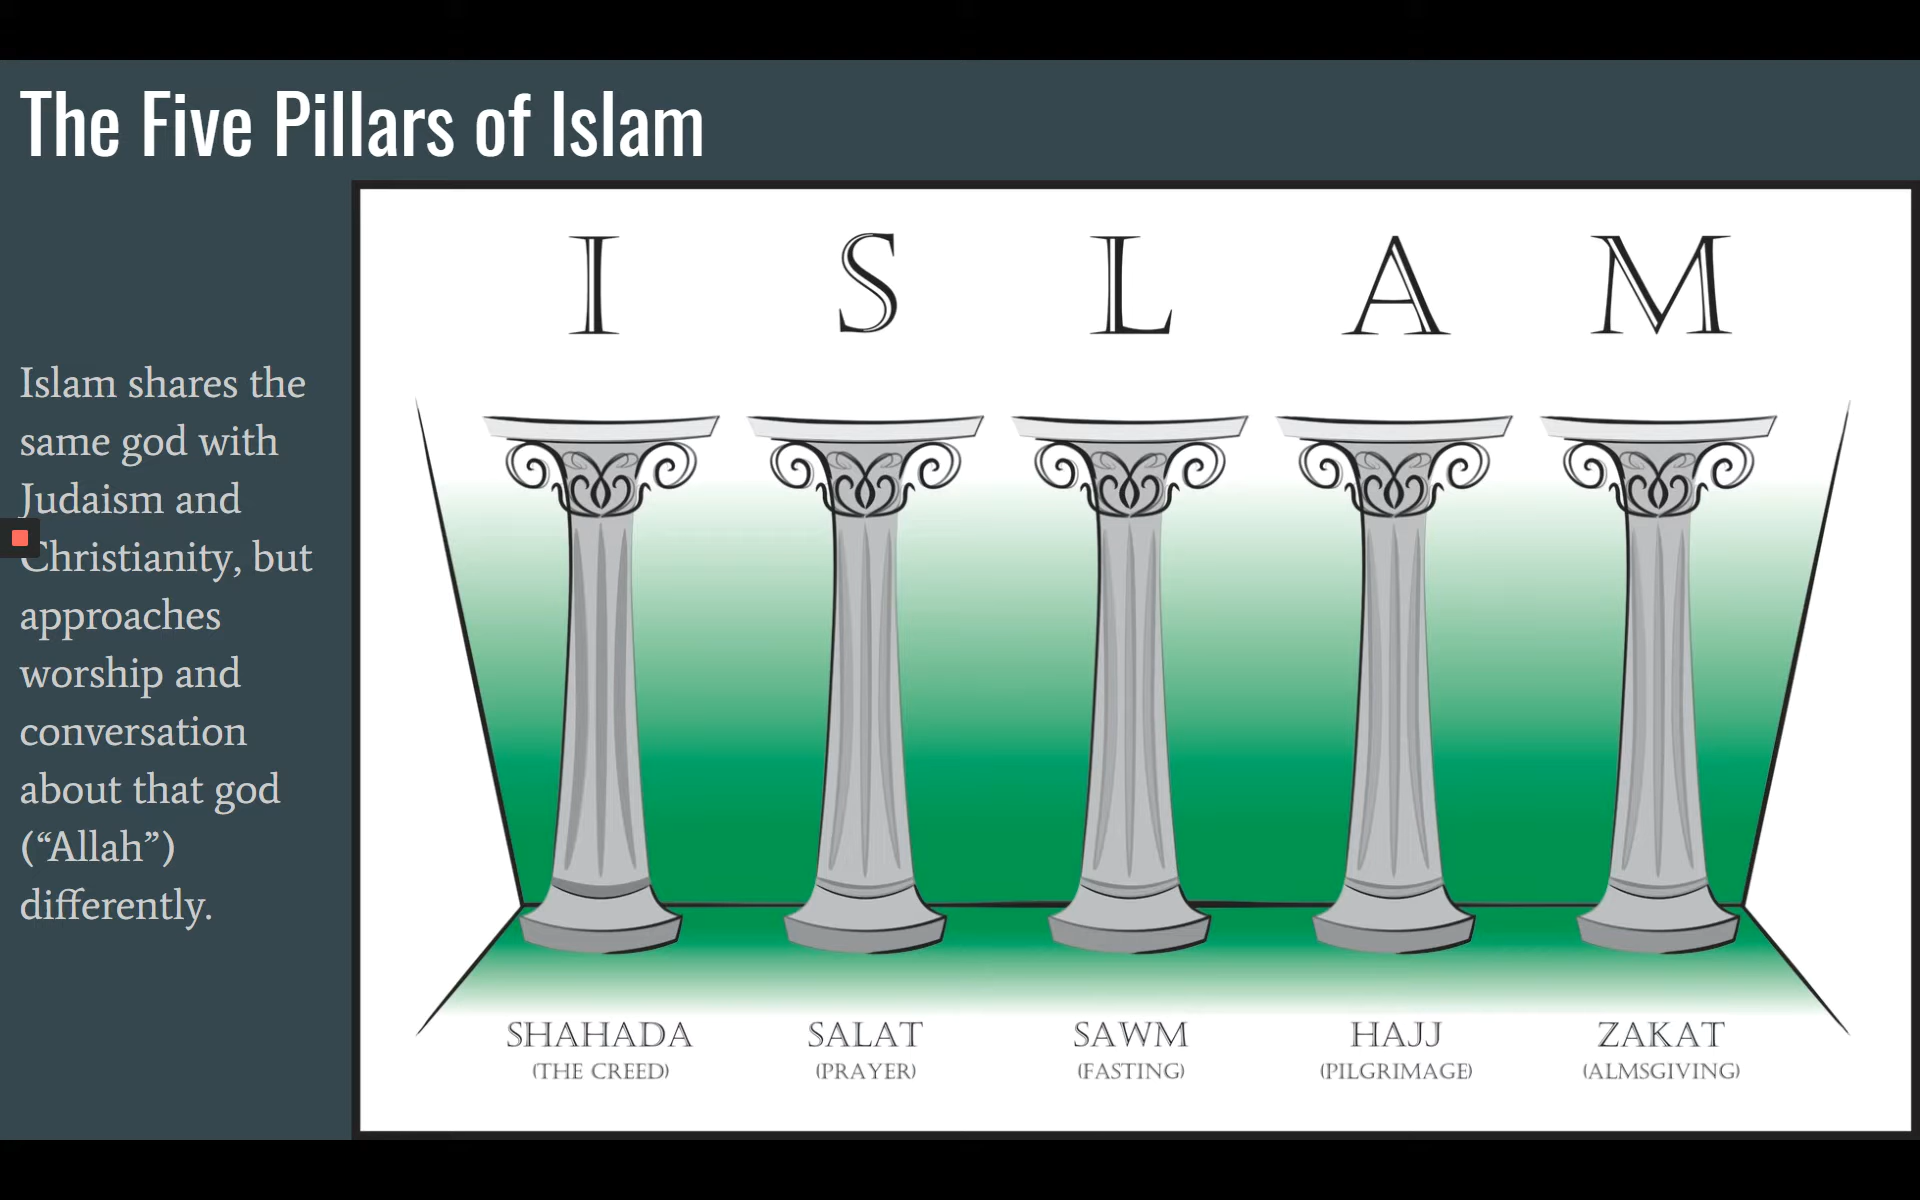 The Five Pillars of Islam
Islam shares the
same god with
Judaism and
Christianity, but
approaches
worship and
conversation
about that god
(“Allah”)
differently.
I S L A M
SHAHADA SALAT SAWM HAJJ ZAKAT
(THE CREED) (PRAYER) (FASTING) (PILGRIMAGE) (ALMSGIVING)